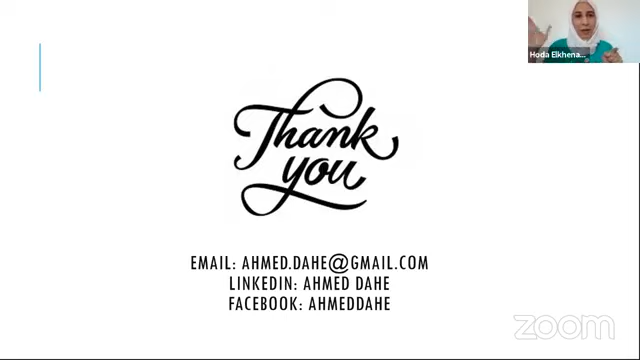 Hoda Elkhena...
Thank
you
EMAIL: AHMED.DAHE@GMAIL.COM
LINKEDIN: AHMED DAHE
FACEBOOK: AHMEDDAHE
zoom